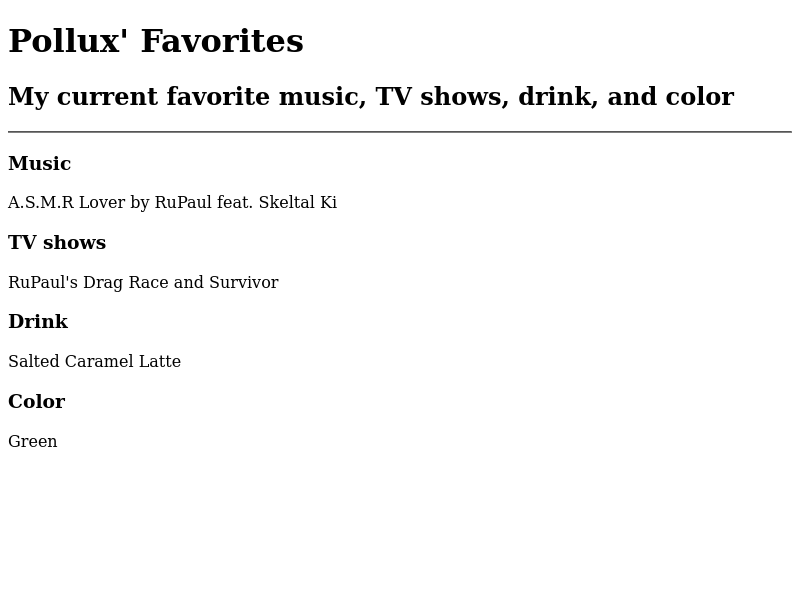 Pollux' Favorites
My current favorite music, TV shows, drink, and color
Music
A.S.M.R Lover by RuPaul feat. Skeltal Ki
TV shows
RuPaul's Drag Race and Survivor
Drink
Salted Caramel Latte
Color
Green